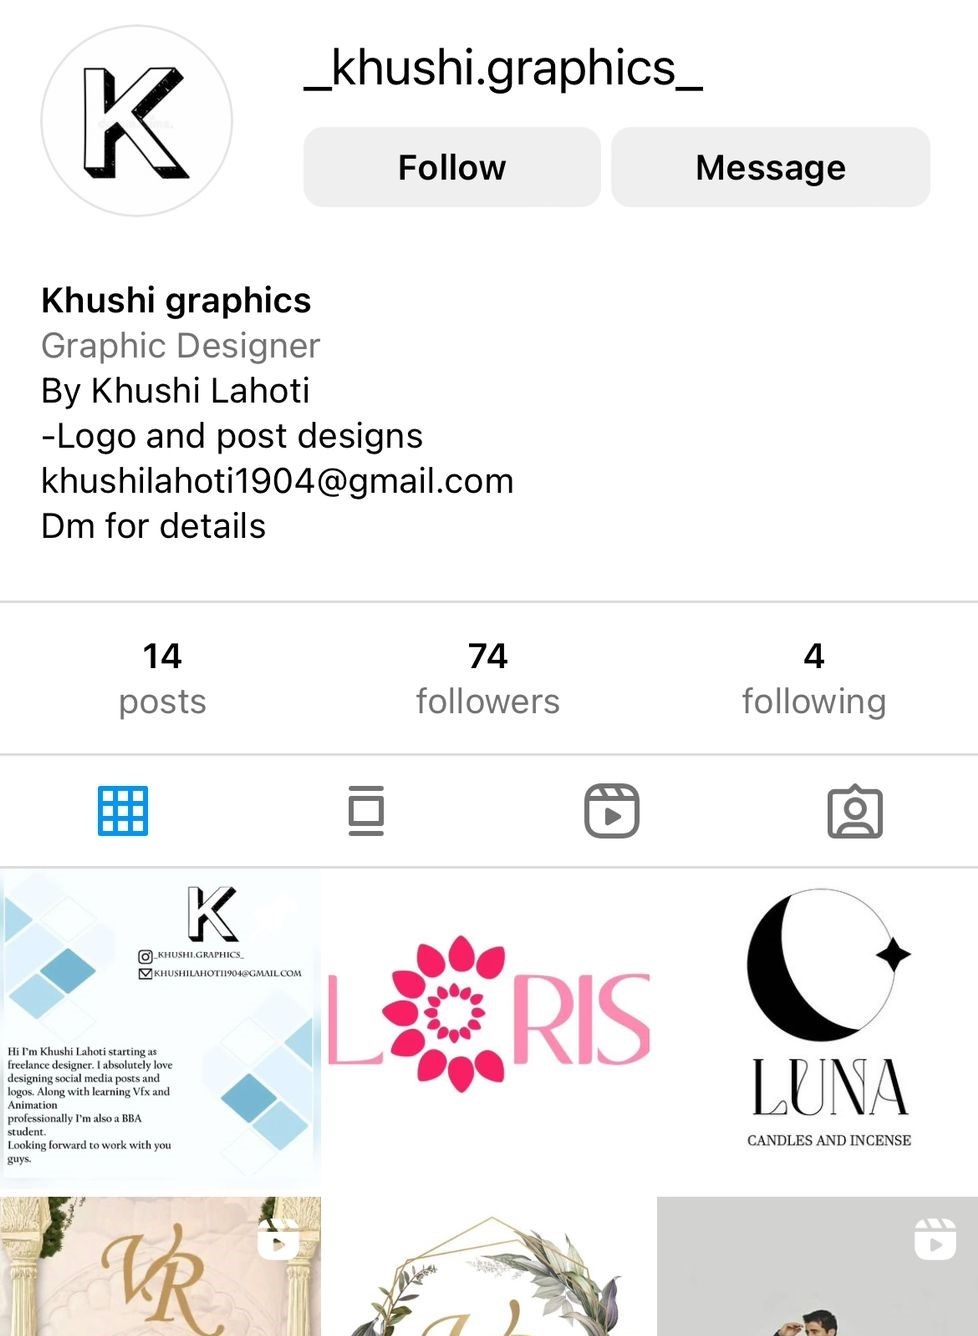 K
_khushi.graphics_
Follow
Message
Khushi graphics
Graphic Designer
By Khushi Lahoti
-Logo and post designs
khushilahoti1904@gmail.com
Dm for details
14
posts
74
followers
4
following
K
_KHUSHI.GRAPHICS_
KHUSHILAHOTI1904@GMAIL.COM
Hi I'm Khushi Lahoti starting as
freelance designer. I absolutely love
designing social media posts and
logos. Along with learning Vfx and
Animation
professionally I'm also a BBA
student.
Looking forward to work with you
guys.
LORIS
LUNA
CANDLES AND INCENSE
VR